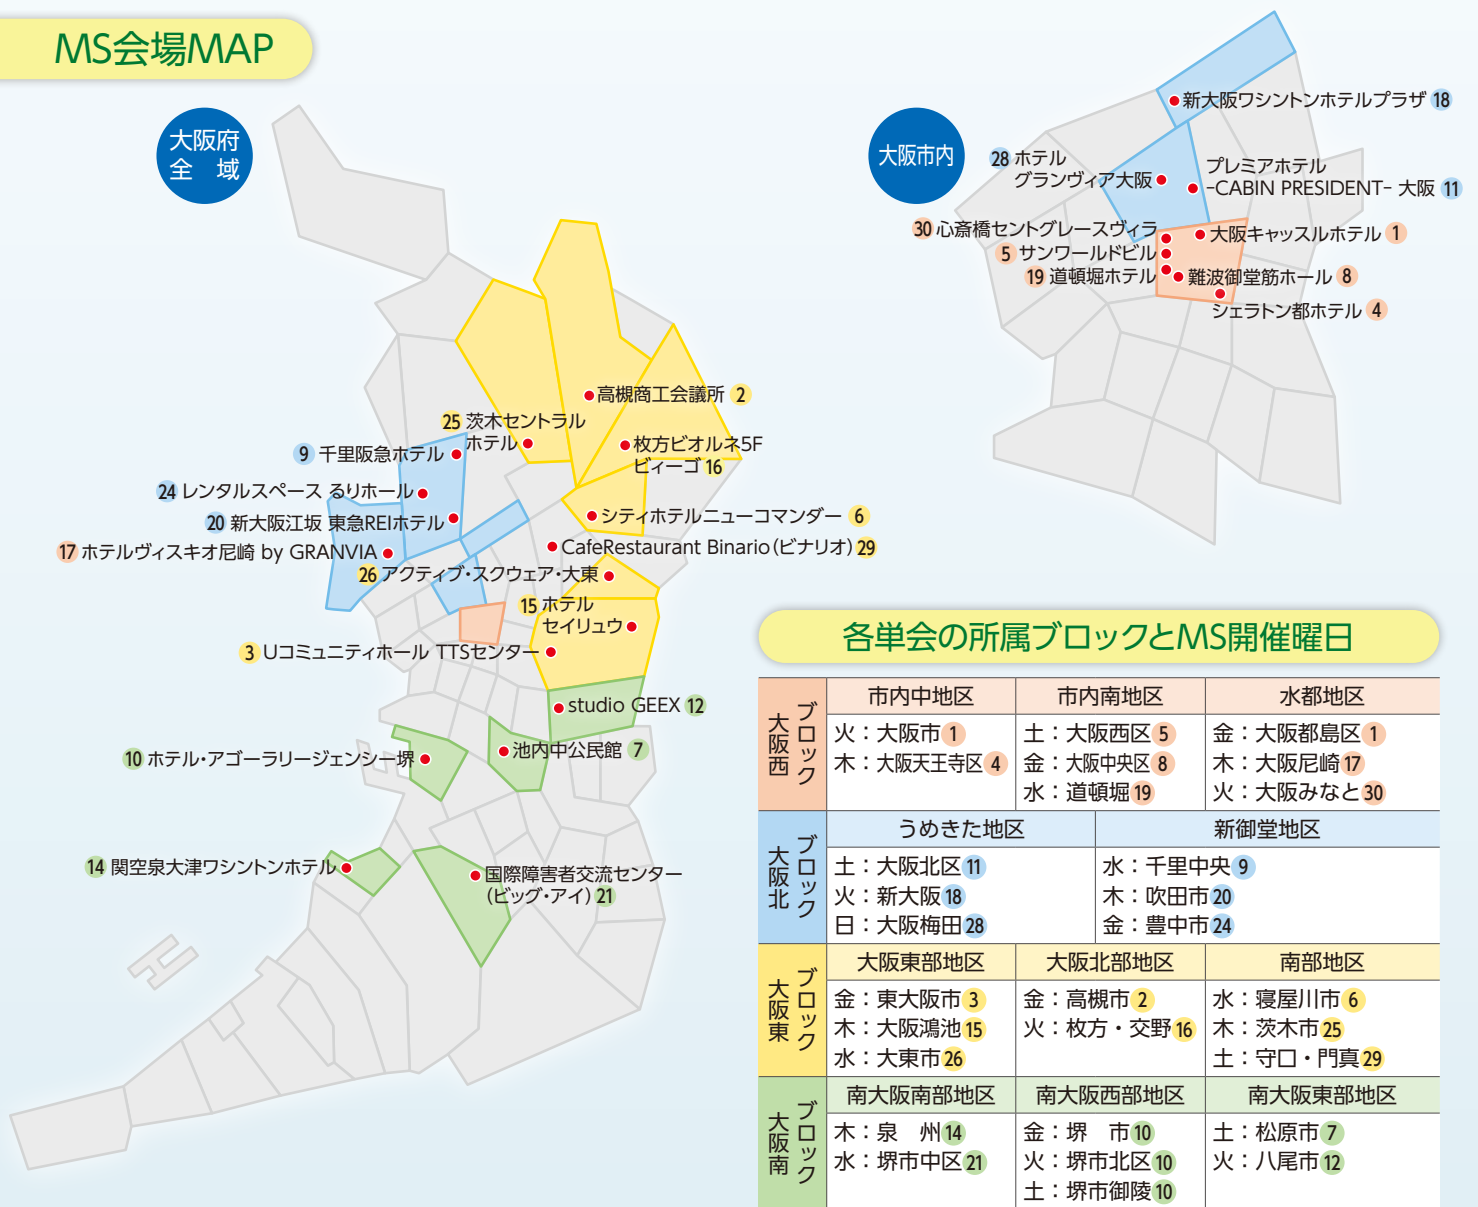 MS会場MAP
大阪府
全　域
高槻商工会議所 2
25 茨木セントラル
ホテル
枚方ビオルネ5F
ビィーゴ 16
9 千里阪急ホテル
24 レンタルスペース るりホール
20 新大阪江坂 東急REIホテル
シティホテルニューコマンダー 6
17 ホテルヴィスキオ尼崎 by GRANVIA
CafeRestaurant Binario(ビナリオ) 29
26 アクティブ・スクウェア・大東
15 ホテル
セイリュウ
3 Uコミュニティホール TTSセンター
studio GEEX 12
池内中公民館 7
10 ホテル・アゴーラリージェンシー堺
14 関空泉大津ワシントンホテル
国際障害者交流センター
(ビッグ・アイ) 21
大阪市内
新大阪ワシントンホテルプラザ 18
28 ホテル
グランヴィア大阪
プレミアホテル
-CABIN PRESIDENT- 大阪 11
30 心斎橋セントグレースヴィラ
大阪キャッスルホテル 1
5 サンワールドビル
19 道頓堀ホテル
難波御堂筋ホール 8
シェラトン都ホテル 4
各単会の所属ブロックとMS開催曜日
大阪西
ブロック
市内中地区
火：大阪市 1
木：大阪天王寺区 4
市内南地区
土：大阪西区 5
金：大阪中央区 8
水：道頓堀 19
水都地区
金：大阪都島区 1
木：大阪尼崎 17
火：大阪みなと 30
大阪北
ブロック
うめきた地区
土：大阪北区 11
火：新大阪 18
日：大阪梅田 28
新御堂地区
水：千里中央 9
木：吹田市 20
金：豊中市 24
大阪東
ブロック
大阪東部地区
金：東大阪市 3
木：大阪鴻池 15
水：大東市 26
大阪北部地区
金：高槻市 2
火：枚方・交野 16
南部地区
水：寝屋川市 6
木：茨木市 25
土：守口・門真 29
大阪南
ブロック
南大阪南部地区
木：泉　州 14
水：堺市中区 21
南大阪西部地区
金：堺　市 10
火：堺市北区 10
土：堺市御陵 10
南大阪東部地区
土：松原市 7
火：八尾市 12